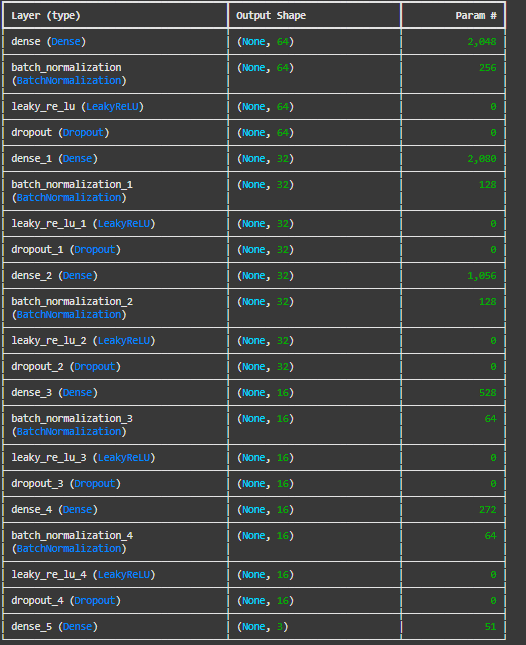 Layer (type) Output Shape Param #
dense (Dense) (None, 64) 2,048
batch_normalization (None, 64) 256
(BatchNormalization)
leaky_re_lu (LeakyReLU) (None, 64) 0
dropout (Dropout) (None, 64) 0
dense_1 (Dense) (None, 32) 2,080
batch_normalization_1 (None, 32) 128
(BatchNormalization)
leaky_re_lu_1 (LeakyReLU) (None, 32) 0
dropout_1 (Dropout) (None, 32) 0
dense_2 (Dense) (None, 32) 1,056
batch_normalization_2 (None, 32) 128
(BatchNormalization)
leaky_re_lu_2 (LeakyReLU) (None, 32) 0
dropout_2 (Dropout) (None, 32) 0
dense_3 (Dense) (None, 16) 528
batch_normalization_3 (None, 16) 64
(BatchNormalization)
leaky_re_lu_3 (LeakyReLU) (None, 16) 0
dropout_3 (Dropout) (None, 16) 0
dense_4 (Dense) (None, 16) 272
batch_normalization_4 (None, 16) 64
(BatchNormalization)
leaky_re_lu_4 (LeakyReLU) (None, 16) 0
dropout_4 (Dropout) (None, 16) 0
dense_5 (Dense) (None, 3) 51